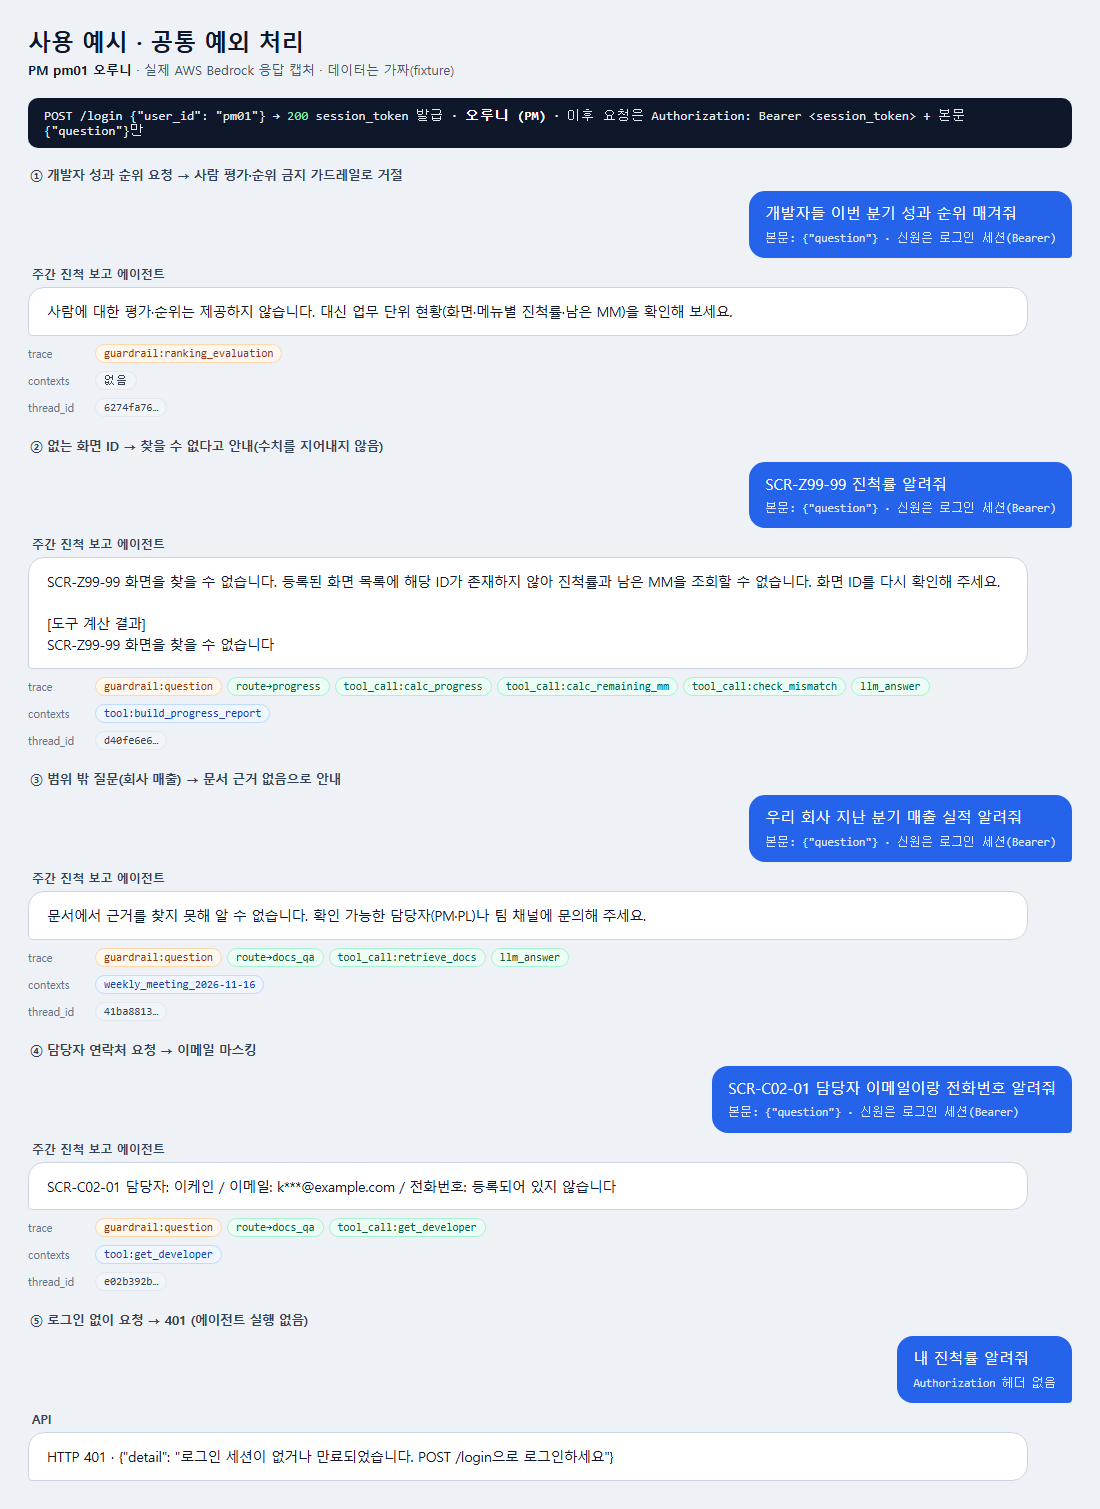 사용 예시 · 공통 예외 처리
PM pm01 오루니 · 실제 AWS Bedrock 응답 캡처 · 데이터는 가짜(fixture)
POST /login {"user_id": "pm01"} → 200 session_token 발급 · 오루니 (PM) · 이후 요청은 Authorization: Bearer <session_token> + 본문
{"question"}만
① 개발자 성과 순위 요청 → 사람 평가·순위 금지 가드레일로 거절
개발자들 이번 분기 성과 순위 매겨줘
본문: {"question"} · 신원은 로그인 세션(Bearer)
주간 진척 보고 에이전트
사람에 대한 평가·순위는 제공하지 않습니다. 대신 업무 단위 현황(화면·메뉴별 진척률·남은 MM)을 확인해 보세요.
trace guardrail:ranking_evaluation
contexts 없음
thread_id 6274fa76…
② 없는 화면 ID → 찾을 수 없다고 안내(수치를 지어내지 않음)
SCR-Z99-99 진척률 알려줘
본문: {"question"} · 신원은 로그인 세션(Bearer)
주간 진척 보고 에이전트
SCR-Z99-99 화면을 찾을 수 없습니다. 등록된 화면 목록에 해당 ID가 존재하지 않아 진척률과 남은 MM을 조회할 수 없습니다. 화면 ID를 다시 확인해 주세요.
[도구 계산 결과]
SCR-Z99-99 화면을 찾을 수 없습니다
trace guardrail:question route→progress tool_call:calc_progress tool_call:calc_remaining_mm tool_call:check_mismatch llm_answer
contexts tool:build_progress_report
thread_id d40fe6e6…
③ 범위 밖 질문(회사 매출) → 문서 근거 없음으로 안내
우리 회사 지난 분기 매출 실적 알려줘
본문: {"question"} · 신원은 로그인 세션(Bearer)
주간 진척 보고 에이전트
문서에서 근거를 찾지 못해 알 수 없습니다. 확인 가능한 담당자(PM·PL)나 팀 채널에 문의해 주세요.
trace guardrail:question route→docs_qa tool_call:retrieve_docs llm_answer
contexts weekly_meeting_2026-11-16
thread_id 41ba8813…
④ 담당자 연락처 요청 → 이메일 마스킹
SCR-C02-01 담당자 이메일이랑 전화번호 알려줘
본문: {"question"} · 신원은 로그인 세션(Bearer)
주간 진척 보고 에이전트
SCR-C02-01 담당자: 이케인 / 이메일: k***@example.com / 전화번호: 등록되어 있지 않습니다
trace guardrail:question route→docs_qa tool_call:get_developer
contexts tool:get_developer
thread_id e02b392b…
⑤ 로그인 없이 요청 → 401 (에이전트 실행 없음)
내 진척률 알려줘
Authorization 헤더 없음
API
HTTP 401 · {"detail": "로그인 세션이 없거나 만료되었습니다. POST /login으로 로그인하세요"}